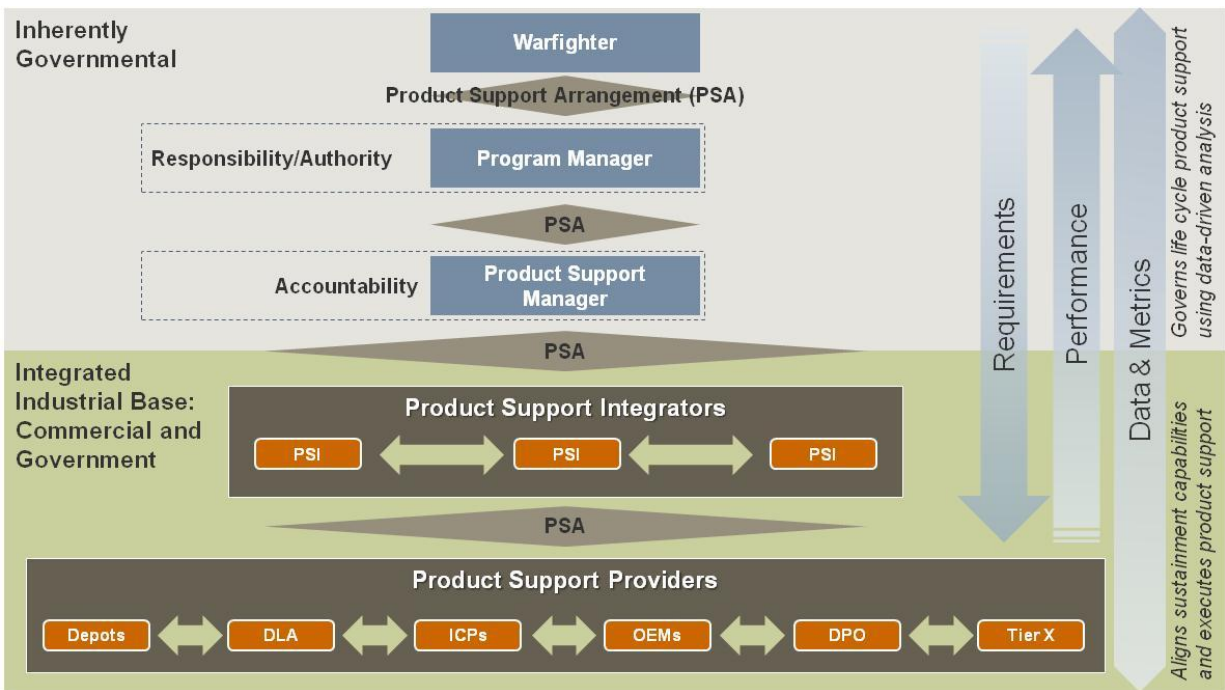 Inherently
Governmental
Warfighter
Product Support Arrangement (PSA)
Responsibility/Authority
Program Manager
PSA
Accountability
Product Support
Manager
PSA
Integrated
Industrial Base:
Commercial and
Government
Product Support Integrators
PSI
PSI
PSI
PSA
Product Support Providers
Depots
DLA
ICPs
OEMs
DPO
Tier X
Requirements
Performance
Data & Metrics
Governs life cycle product support
using data-driven analysis
Aligns sustainment capabilities
and executes product support